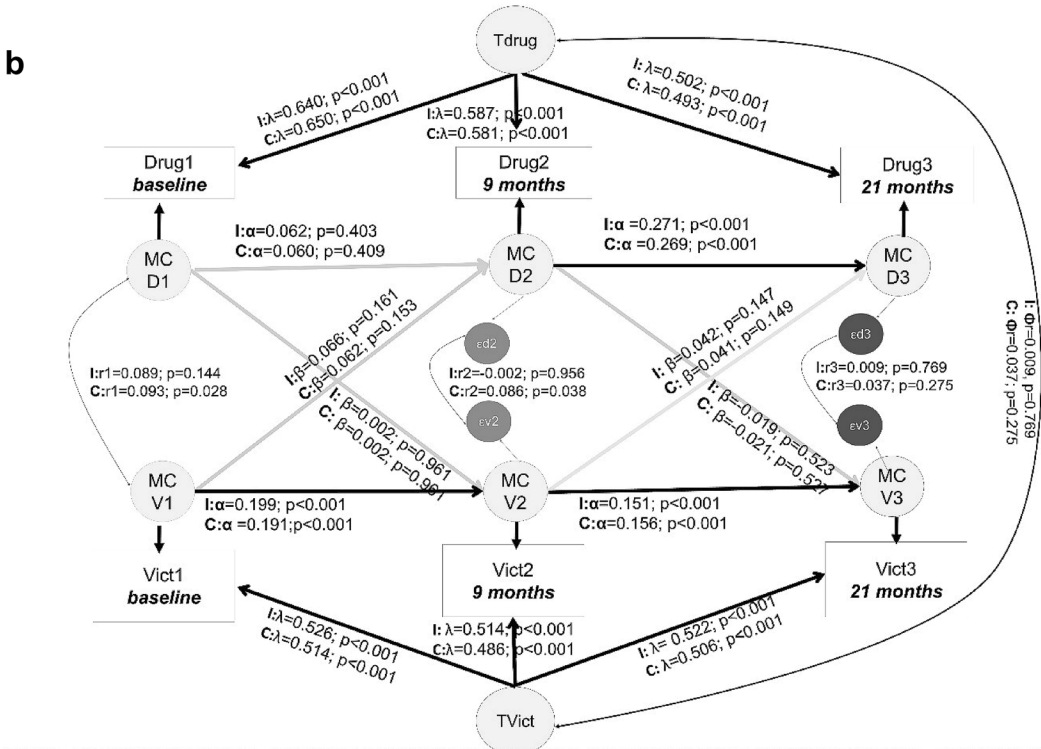 b
Tdrug
I:λ=0.640; p<0.001
C:λ=0.650; p<0.001
I:λ=0.587; p<0.001
C:λ=0.581; p<0.001
I: λ=0.502; p<0.001
C: λ=0.493; p<0.001
Drug1
baseline
Drug2
9 months
Drug3
21 months
I:α=0.062; p=0.403
C:α=0.060; p=0.409
I:α =0.271; p<0.001
C:α =0.269; p<0.001
MC
D1
MC
D2
MC
D3
I:β=0.066; p=0.161
C:β=0.062; p=0.153
I: β=0.042; p=0.147
C: β=0.041; p=0.149
I: Φr=0.009, p=0.769
C: Φr=0.037; p=0.275
εd2
εd3
I:r1=0.089; p=0.144
C:r1=0.093; p=0.028
I:r2=-0.002; p=0.956
C:r2=0.086; p=0.038
I:r3=0.009; p=0.769
C:r3=0.037; p=0.275
εv2
εv3
I: β=0.002; p=0.961
C: β=0.002; p=0.961
I: β=-0.019; p=0.523
C: β=-0.021; p=0.527
MC
V1
MC
V2
MC
V3
I:α=0.199; p<0.001
C:α =0.191;p<0.001
I:α=0.151; p<0.001
C:α=0.156; p<0.001
Vict1
baseline
Vict2
9 months
Vict3
21 months
I:λ=0.526; p<0.001
C:λ=0.514; p<0.001
I: λ=0.514; p<0.001
C:λ=0.486; p<0.001
I: λ= 0.522; p<0.001
C: λ=0.506; p<0.001
TVict